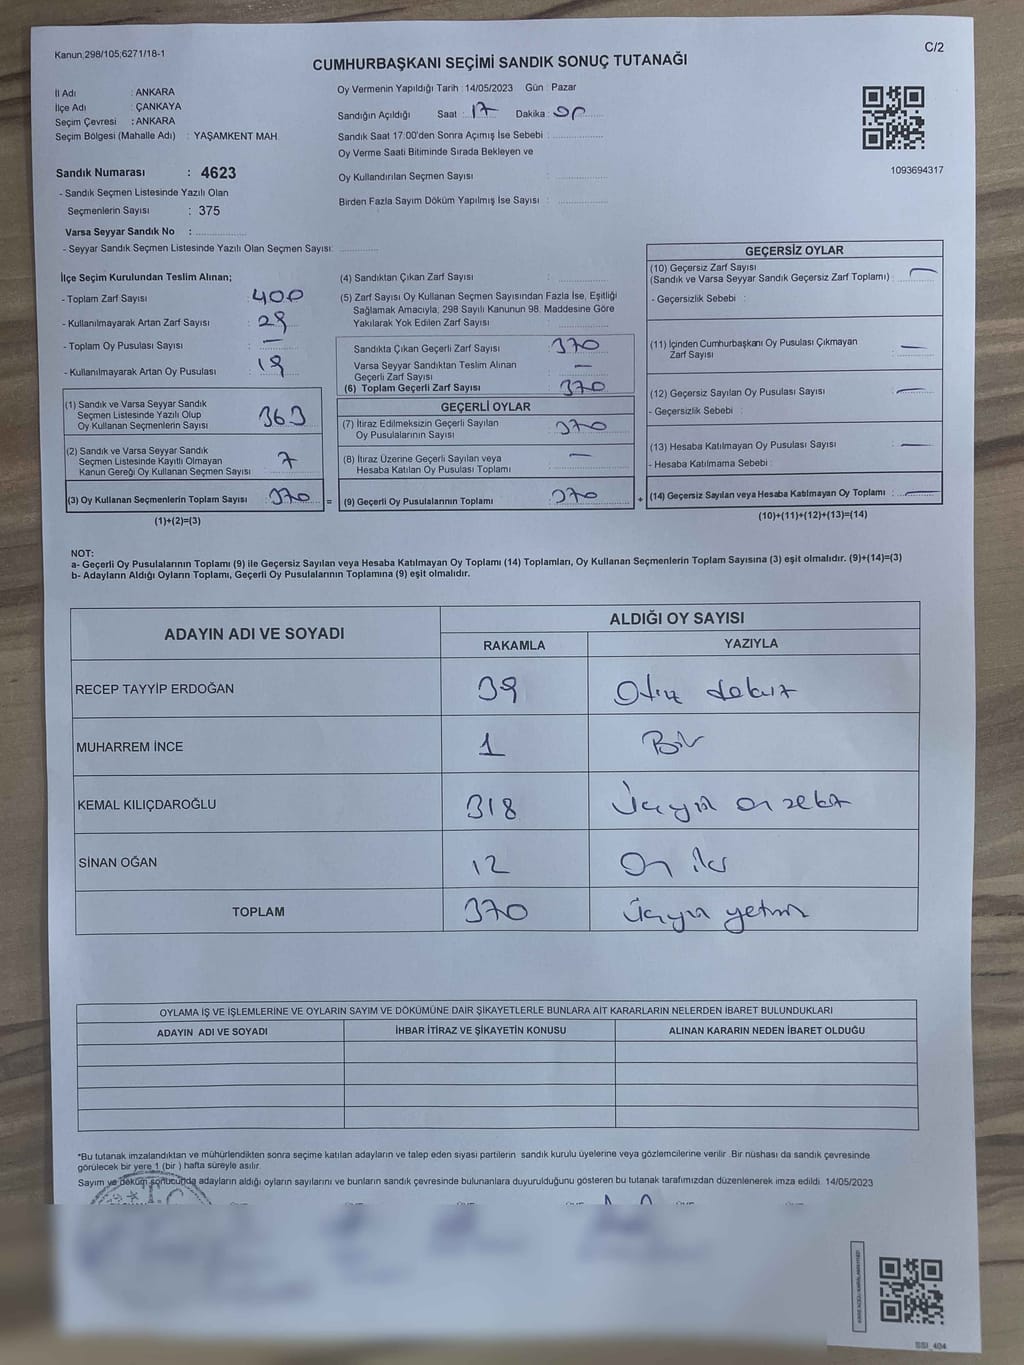 Kanun;298/105,6271/18-1
C/2
CUMHURBAŞKANI SEÇİMİ SANDIK SONUÇ TUTANAĞI
İl Adı : ANKARA
İlçe Adı : ÇANKAYA
Seçim Çevresi : ANKARA
Seçim Bölgesi (Mahalle Adı) : YAŞAMKENT MAH.
Sandık Numarası : 4623
- Sandık Seçmen Listesinde Yazılı Olan
Seçmenlerin Sayısı : 375
Varsa Seyyar Sandık No :
- Seyyar Sandık Seçmen Listesinde Yazılı Olan Seçmen Sayısı:
Oy Vermenin Yapıldığı Tarih :14/05/2023 Gün : Pazar
Sandığın Açıldığı Saat : 17 Dakika :
Sandık Saat 17:00'den Sonra Açımış İse Sebebi :
Oy Verme Saati Bitiminde Sırada Bekleyen ve
Oy Kullandırılan Seçmen Sayısı :
Birden Fazla Sayım Döküm Yapılmış İse Sayısı :
1093694317
İlçe Seçim Kurulundan Teslim Alınan;
- Toplam Zarf Sayısı : 400
- Kullanılmayarak Artan Zarf Sayısı : 29
- Toplam Oy Pusulası Sayısı : —
- Kullanılmayarak Artan Oy Pusulası : 19
(1) Sandık ve Varsa Seyyar Sandık
Seçmen Listesinde Yazılı Olup
Oy Kullanan Seçmenlerin Sayısı 363
(2) Sandık ve Varsa Seyyar Sandık
Seçmen Listesinde Kayıtlı Olmayan
Kanun Gereği Oy Kullanan Seçmen Sayısı 7
(3) Oy Kullanan Seçmenlerin Toplam Sayısı 370 =
(1)+(2)=(3)
(4) Sandıktan Çıkan Zarf Sayısı :
(5) Zarf Sayısı Oy Kullanan Seçmen Sayısından Fazla İse, Eşitliği
Sağlamak Amacıyla, 298 Sayılı Kanunun 98. Maddesine Göre
Yakılarak Yok Edilen Zarf Sayısı
Sandıkta Çıkan Geçerli Zarf Sayısı 370
Varsa Seyyar Sandıktan Teslim Alınan
Geçerli Zarf Sayısı —
(6) Toplam Geçerli Zarf Sayısı 370
GEÇERLİ OYLAR
(7) İtiraz Edilmeksizin Geçerli Sayılan
Oy Pusulalarının Sayısı 370
(8) İtiraz Üzerine Geçerli Sayılan veya
Hesaba Katılan Oy Pusulası Toplamı —
(9) Geçerli Oy Pusulalarının Toplamı 370 +
GEÇERSİZ OYLAR
(10) Geçersiz Zarf Sayısı
(Sandık ve Varsa Seyyar Sandık Geçersiz Zarf Toplamı) : —
- Geçersizlik Sebebi :
(11) İçinden Cumhurbaşkanı Oy Pusulası Çıkmayan
Zarf Sayısı : —
(12) Geçersiz Sayılan Oy Pusulası Sayısı : —
- Geçersizlik Sebebi :
(13) Hesaba Katılmayan Oy Pusulası Sayısı : —
- Hesaba Katılmama Sebebi :
(14) Geçersiz Sayılan veya Hesaba Katılmayan Oy Toplamı : —
(10)+(11)+(12)+(13)=(14)
NOT:
a- Geçerli Oy Pusulalarının Toplamı (9) ile Geçersiz Sayılan veya Hesaba Katılmayan Oy Toplamı (14) Toplamları, Oy Kullanan Seçmenlerin Toplam Sayısına (3) eşit olmalıdır. (9)+(14)=(3)
b- Adayların Aldığı Oyların Toplamı, Geçerli Oy Pusulalarının Toplamına (9) eşit olmalıdır.
ADAYIN ADI VE SOYADI
ALDIĞI OY SAYISI
RAKAMLA YAZIYLA
RECEP TAYYİP ERDOĞAN 39 Otuz dokuz
MUHARREM İNCE 1 Bir
KEMAL KILIÇDAROĞLU 318 Üçyüz onsekiz
SİNAN OĞAN 12 On iki
TOPLAM 370 Üçyüz yetmiş
OYLAMA İŞ VE İŞLEMLERİNE VE OYLARIN SAYIM VE DÖKÜMÜNE DAİR ŞİKAYETLERLE BUNLARA AİT KARARLARIN NELERDEN İBARET BULUNDUKLARI
ADAYIN ADI VE SOYADI İHBAR İTİRAZ VE ŞİKAYETİN KONUSU ALINAN KARARIN NEDEN İBARET OLDUĞU
*Bu tutanak imzalandıktan ve mühürlendikten sonra seçime katılan adayların ve talep eden siyasi partilerin sandık kurulu üyelerine veya gözlemcilerine verilir .Bir nüshası da sandık çevresinde
görülecek bir yere 1 (bir ) hafta süreyle asılır.
Sayım ve döküm sonucunda adayların aldığı oyların sayılarını ve bunların sandık çevresinde bulunanlara duyurulduğunu gösteren bu tutanak tarafımızdan düzenlenerek imza edildi. 14/05/2023
T.C.
SSI_404